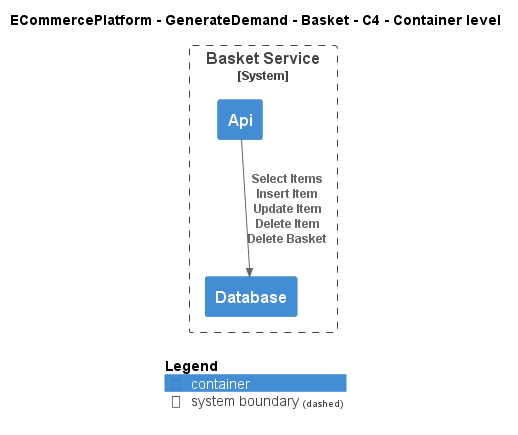 ECommercePlatform - GenerateDemand - Basket - C4 - Container level
Basket Service
[System]
Api
Select Items
Insert Item
Update Item
Delete Item
Delete Basket
Database
Legend
container
system boundary (dashed)